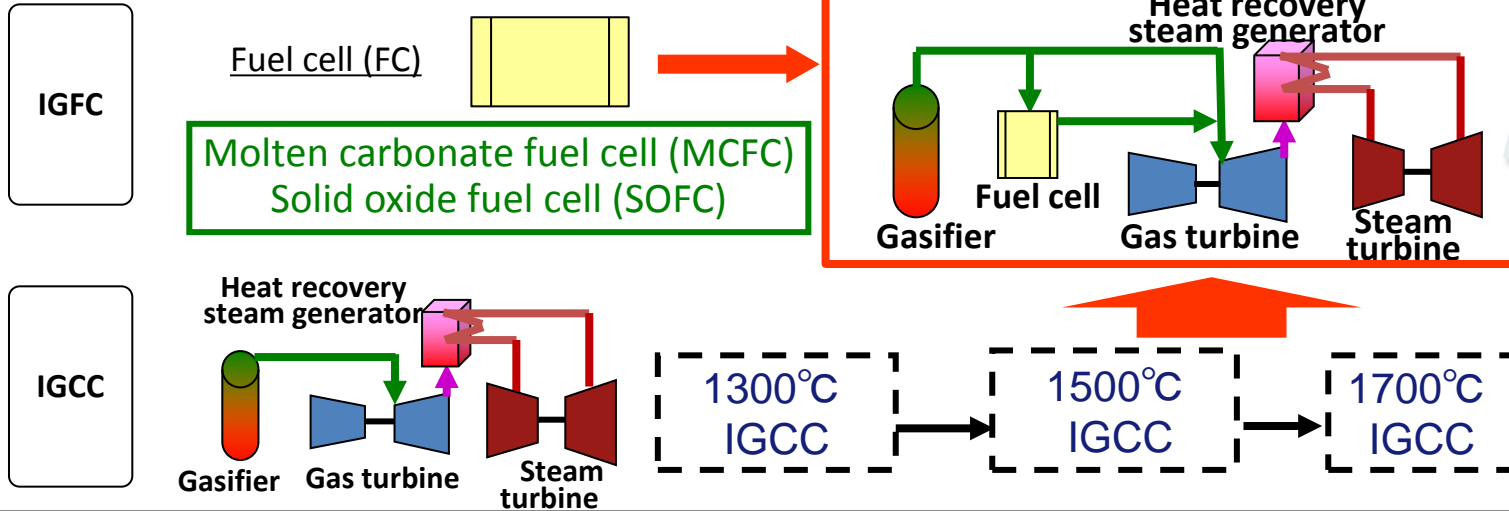 IGFC
Fuel cell (FC)
Molten carbonate fuel cell (MCFC)
Solid oxide fuel cell (SOFC)
Heat recovery
steam generator
Gasifier
Fuel cell
Gas turbine
Steam
turbine
IGCC
Heat recovery
steam generator
Gasifier
Gas turbine
Steam
turbine
1300℃
IGCC
1500℃
IGCC
1700℃
IGCC